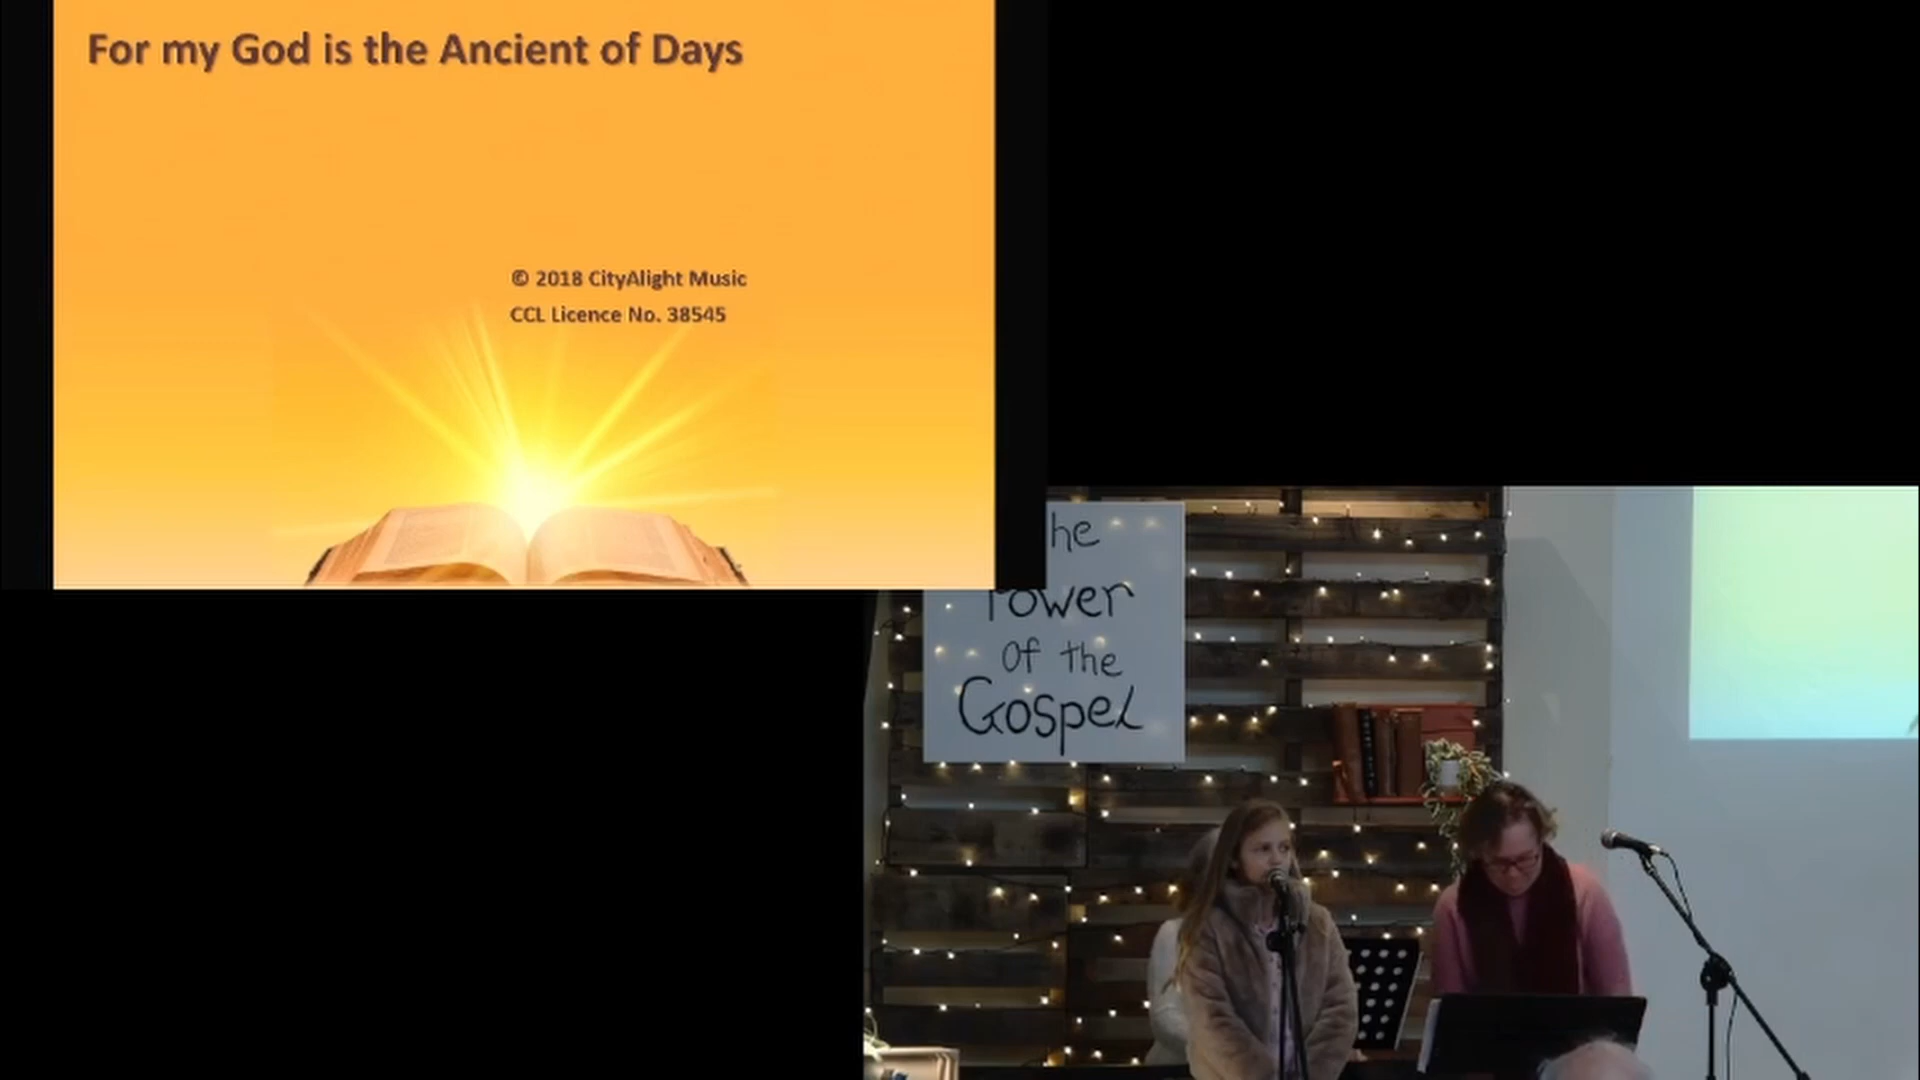 For my God is the Ancient of Days
© 2018 CityAlight Music
CCL Licence No. 38545
he
Power
Of the
Gospel